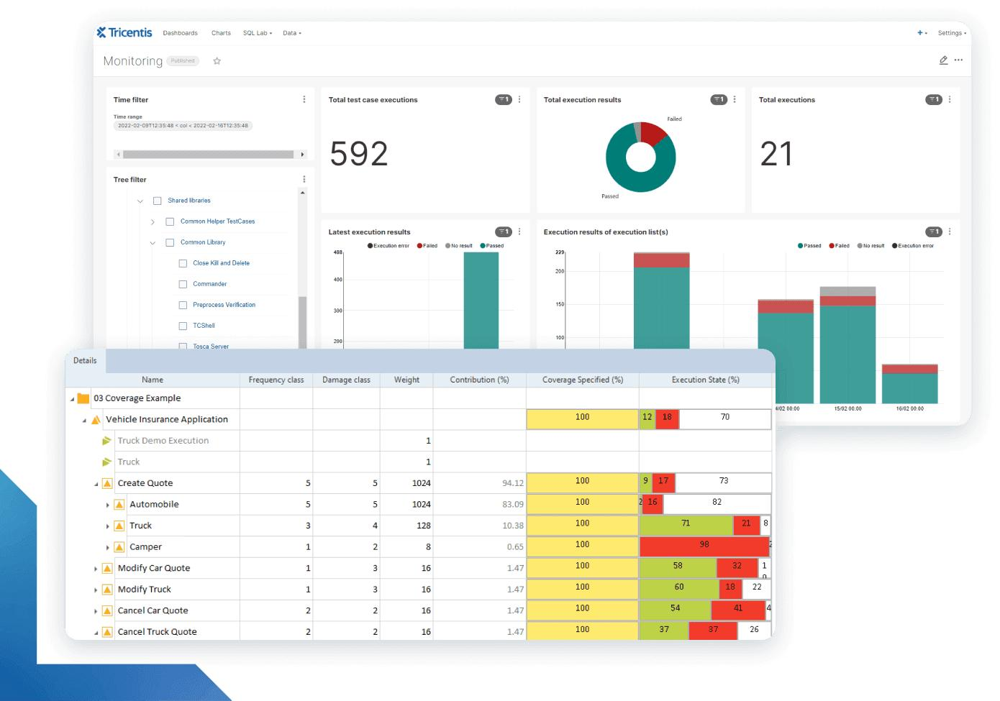 Tricentis Dashboards Charts SQL Lab Data Settings
Monitoring Published
Time filter
Time range
2022-02-09T12:35:48 < col < 2022-02-16T12:35:48
Total test case executions 1
592
Total execution results 1
Failed
Passed
Total executions 1
21
Tree filter
Shared libraries
Common Helper TestCases
Common Library
Close Kill and Delete
Commander
Preprocess Verification
TCShell
Tosca Server
Latest execution results 1
Execution error Failed No result Passed
488
400
300
200
Execution results of execution list(s) 1
Passed Failed No result Execution error
229
200
150
100
/02 00:00 15/02 00:00 16/02 00:00
Details
Name Frequency class Damage class Weight Contribution (%) Coverage Specified (%) Execution State (%)
03 Coverage Example
Vehicle Insurance Application 100 12 18 70
Truck Demo Execution 1
Truck 1
Create Quote 5 5 1024 94.12 100 9 17 73
Automobile 5 5 1024 83.09 100 2 16 82
Truck 3 4 128 10.38 100 71 21 8
Camper 1 2 8 0.65 100 98 2
Modify Car Quote 1 3 16 1.47 100 58 32 10
Modify Truck 1 3 16 1.47 100 60 18 22
Cancel Car Quote 2 2 16 1.47 100 54 41 4
Cancel Truck Quote 2 2 16 1.47 100 37 37 26